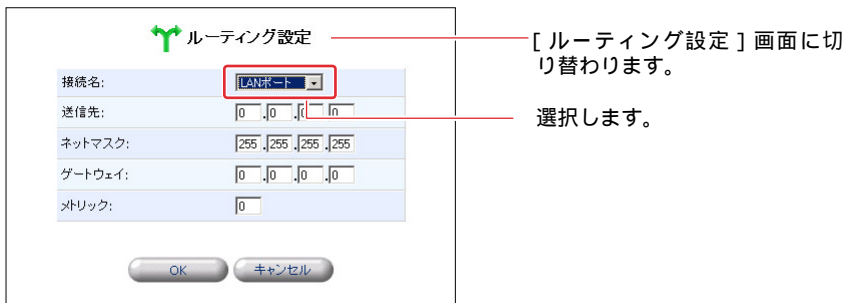 ルーティング設定
[ルーティング設定]画面に切
り替わります。
接続名: LANポート
選択します。
送信先: 0 .0 .0 .0
ネットマスク: 255 .255 .255 .255
ゲートウェイ: 0 .0 .0 .0
メトリック: 0
OK キャンセル